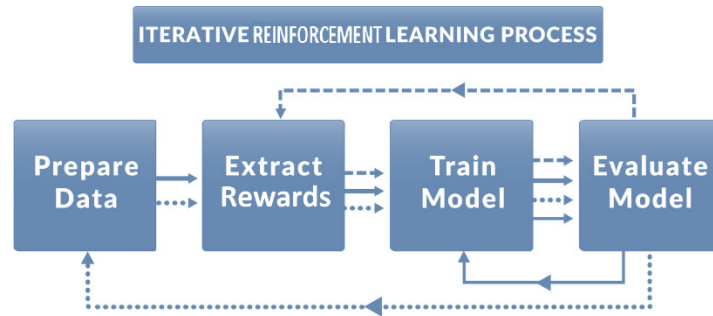 ITERATIVE REINFORCEMENT LEARNING PROCESS
Prepare
Data
Extract
Rewards
Train
Model
Evaluate
Model